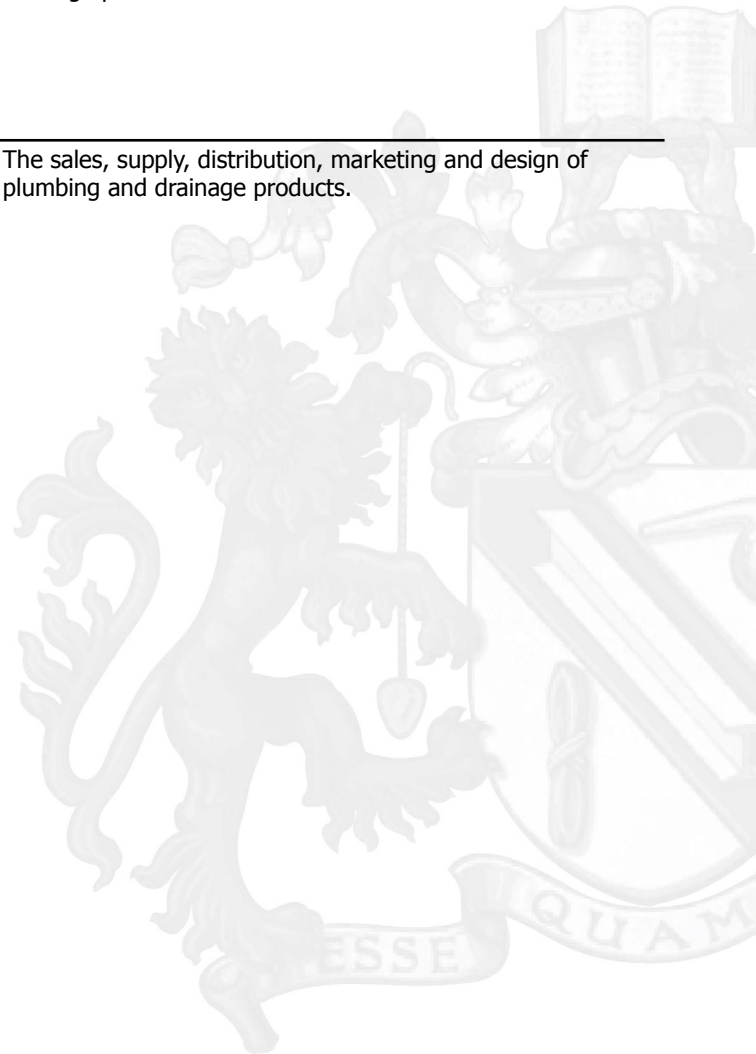 The sales, supply, distribution, marketing and design of
plumbing and drainage products.
ESSE
QUAM